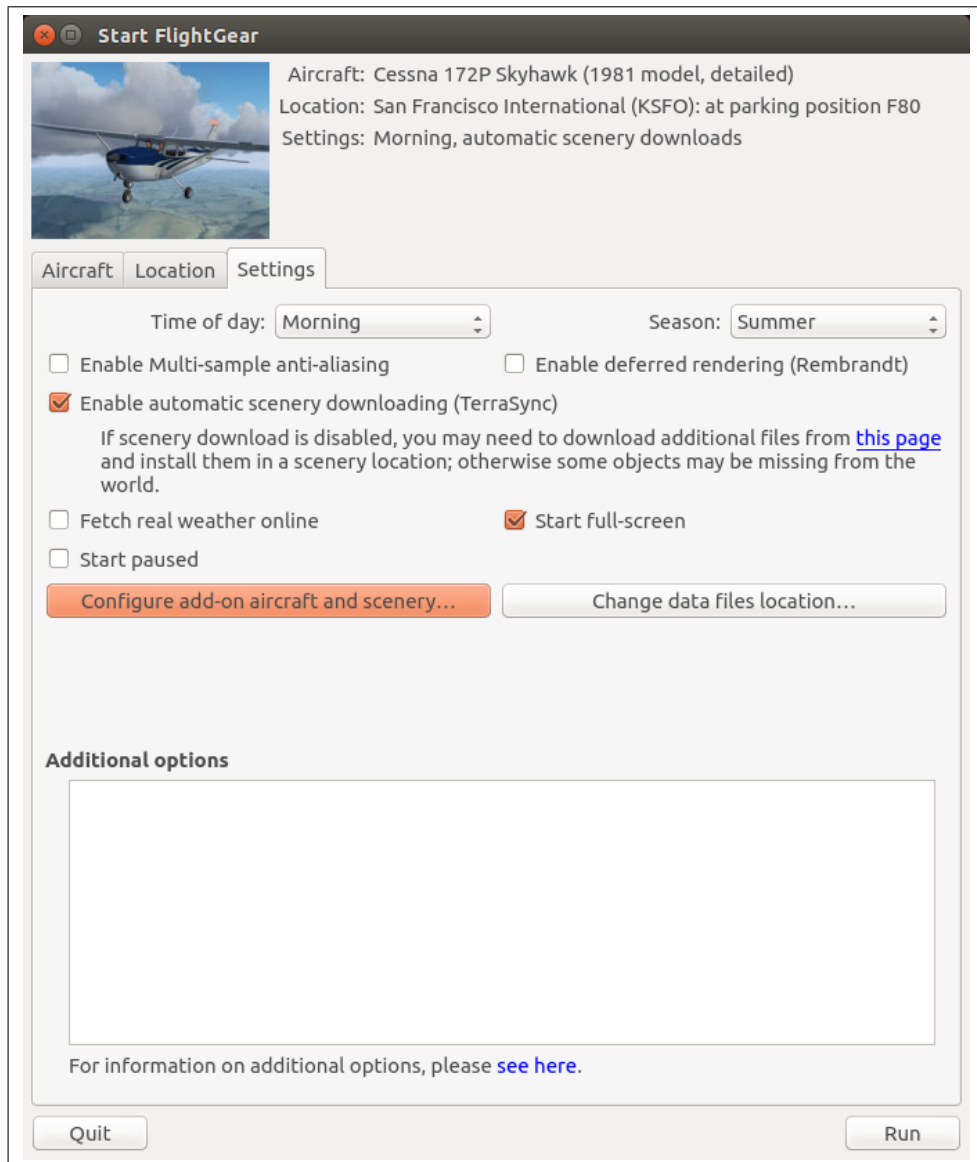 Start FlightGear
Aircraft: Cessna 172P Skyhawk (1981 model, detailed)
Location: San Francisco International (KSFO): at parking position F80
Settings: Morning, automatic scenery downloads
Aircraft Location Settings
Time of day: Morning Season: Summer
Enable Multi-sample anti-aliasing Enable deferred rendering (Rembrandt)
Enable automatic scenery downloading (TerraSync)
If scenery download is disabled, you may need to download additional files from this page
and install them in a scenery location; otherwise some objects may be missing from the
world.
Fetch real weather online Start full-screen
Start paused
Configure add-on aircraft and scenery... Change data files location...
Additional options
For information on additional options, please see here.
Quit Run